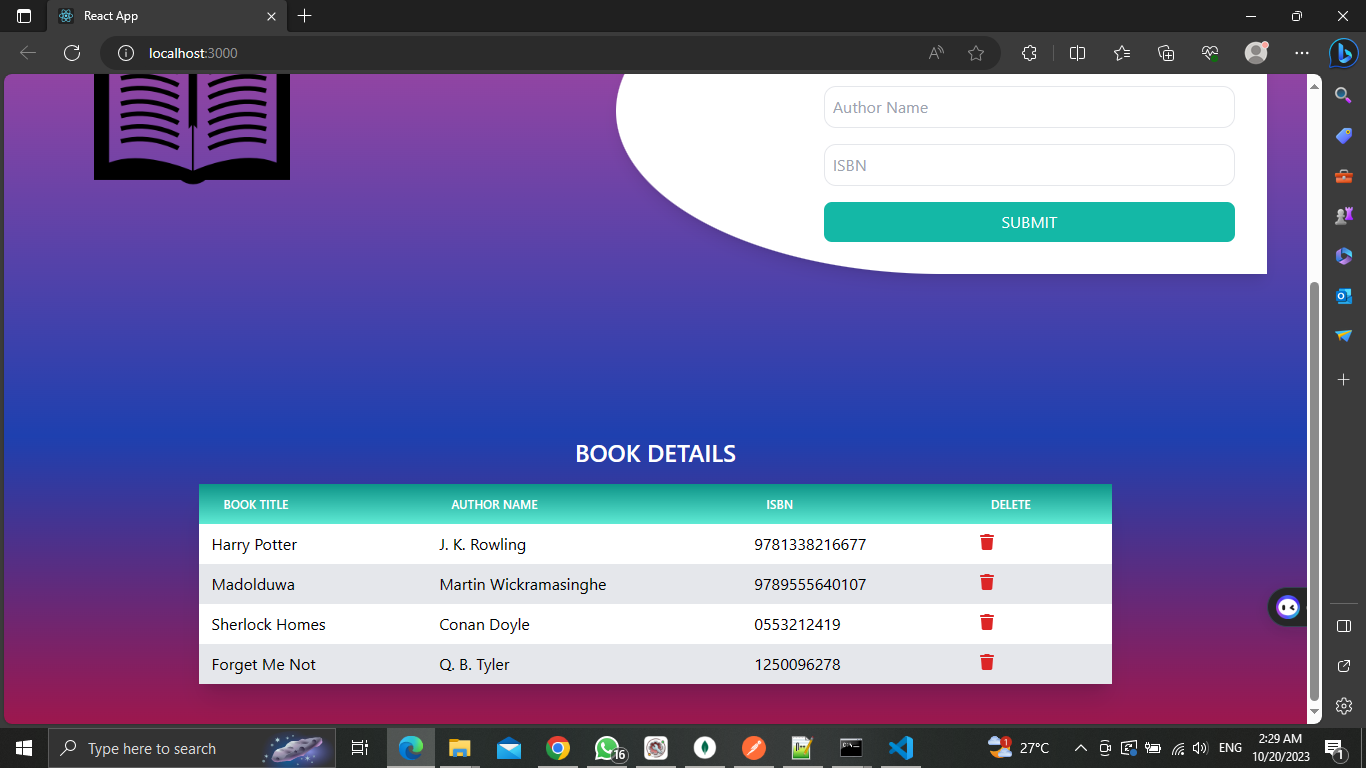 React App
localhost:3000
Author Name
ISBN
SUBMIT
BOOK DETAILS
BOOK TITLE AUTHOR NAME ISBN DELETE
Harry Potter J. K. Rowling 9781338216677
Madolduwa Martin Wickramasinghe 9789555640107
Sherlock Homes Conan Doyle 0553212419
Forget Me Not Q. B. Tyler 1250096278
Type here to search 16 1 27°C ENG 2:29 AM
10/20/2023 1